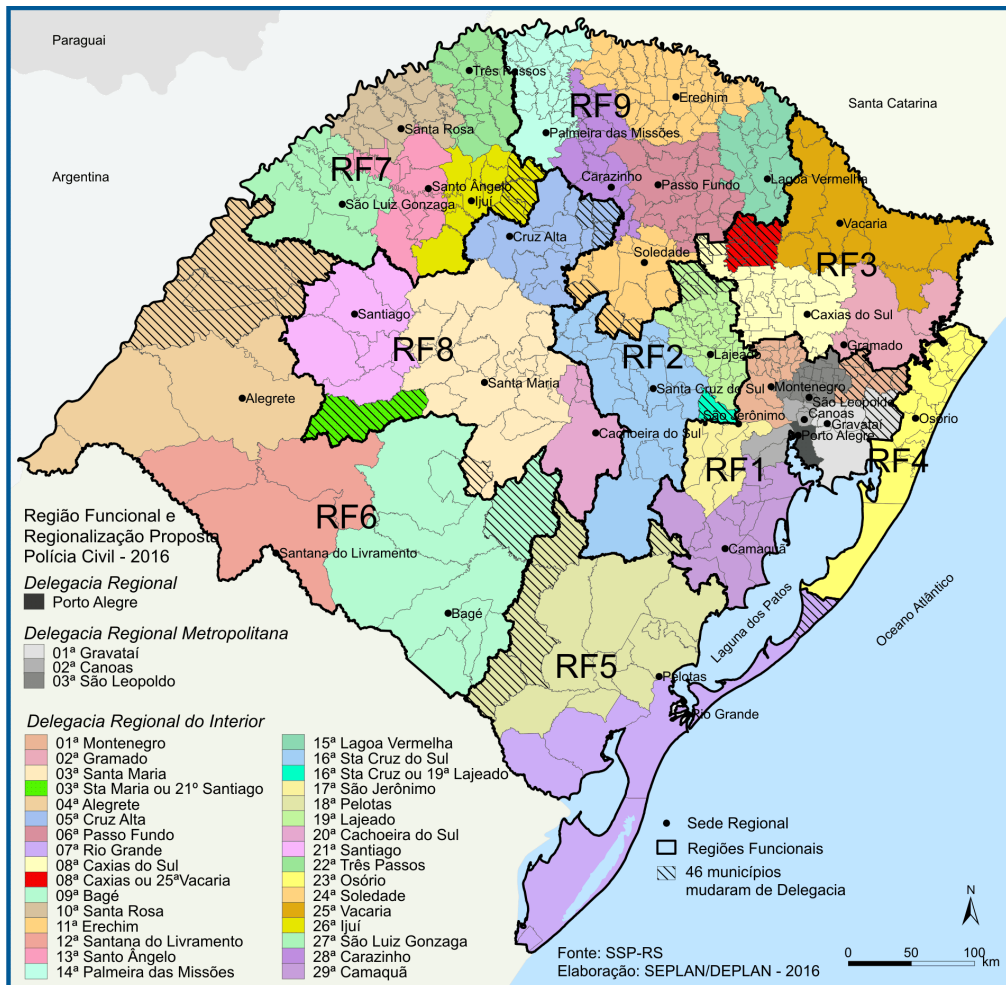 Paraguai
Três Passos
RF9
Erechim
Santa Catarina
Santa Rosa
Palmeira das Missões
RF7
Argentina
Santo Ângelo
Carazinho
Passo Fundo
Lagoa Vermelha
São Luiz Gonzaga
Ijuí
Cruz Alta
Vacaria
Soledade
RF3
Santiago
Caxias do Sul
RF8
RF2
Lajeado
Gramado
Santa Maria
Santa Cruz do Sul
Montenegro
Alegrete
São Leopoldo
São Jerônimo
Canoas
Osório
Gravataí
Cachoeira do Sul
Porto Alegre
RF4
RF1
RF6
Santana do Livramento
Camaquã
Bagé
Laguna dos Patos
Oceano Atlântico
RF5
Pelotas
Rio Grande
Região Funcional e
Regionalização Proposta
Polícia Civil - 2016
Delegacia Regional
Porto Alegre
Delegacia Regional Metropolitana
01ª Gravataí
02ª Canoas
03ª São Leopoldo
Delegacia Regional do Interior
01ª Montenegro
02ª Gramado
03ª Santa Maria
03ª Sta Maria ou 21º Santiago
04ª Alegrete
05ª Cruz Alta
06ª Passo Fundo
07ª Rio Grande
08ª Caxias do Sul
08ª Caxias ou 25ªVacaria
09ª Bagé
10ª Santa Rosa
11ª Erechim
12ª Santana do Livramento
13ª Santo Ângelo
14ª Palmeira das Missões
15ª Lagoa Vermelha
16ª Sta Cruz do Sul
16ª Sta Cruz ou 19ª Lajeado
17ª São Jerônimo
18ª Pelotas
19ª Lajeado
20ª Cachoeira do Sul
21ª Santiago
22ª Três Passos
23ª Osório
24ª Soledade
25ª Vacaria
26ª Ijuí
27ª São Luiz Gonzaga
28ª Carazinho
29ª Camaquã
Sede Regional
Regiões Funcionais
46 municípios
mudaram de Delegacia
N
Fonte: SSP-RS
Elaboração: SEPLAN/DEPLAN - 2016
0 50 100
km